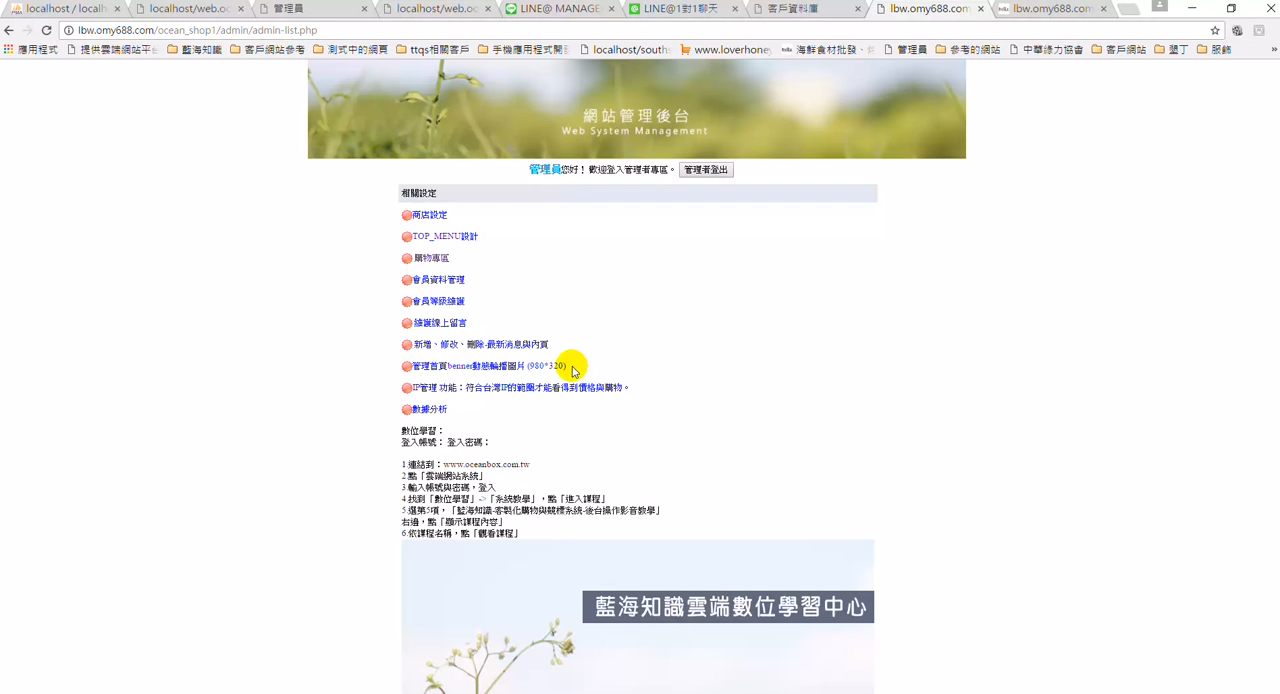 localhost / localh
localhost/web.oc
管理員
localhost/web.oc
LINE@ MANAGE
LINE@1對1聊天
客戶資料庫
lbw.omy688.com
lbw.omy688.com
lbw.omy688.com/ocean_shop1/admin/admin-list.php
應用程式
提供雲端網站平台
藍海知識
客戶網站參考
測式中的網頁
ttqs相關客戶
手機應用程式開發
localhost/south
www.loverhoney
海鮮食材批發、
管理員
參考的網站
中華緣力協會
客戶網站
墾丁
服飾
網站管理後台
Web System Management
管理員您好！ 歡迎登入管理者專區。 管理者登出
相關設定
商店設定
TOP_MENU設計
購物專區
會員資料管理
會員等級維護
維護線上留言
新增、修改、刪除-最新消息與內頁
管理首頁benner動態輪播圖片 (980*320)
IP管理 功能：符合台灣IP的範圍才能看得到價格與購物。
數據分析
數位學習：
登入帳號： 登入密碼：
1.連結到：www.oceanbox.com.tw
2.點「雲端網站系統」
3.輸入帳號與密碼，登入
4.找到「數位學習」->「系統教學」，點「進入課程」
5.選第5項，「藍海知識-客製化購物與競標系統-後台操作影音教學」
右邊，點「顯示課程內容」
6.依課程名稱，點「觀看課程」
藍海知識雲端數位學習中心